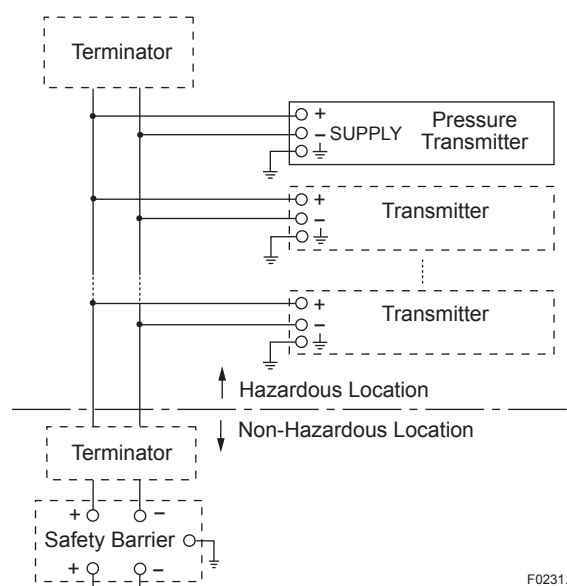 Terminator
+
− SUPPLY
Pressure
Transmitter
+
−
Transmitter
+
−
Transmitter
Hazardous Location
Non-Hazardous Location
Terminator
+ −
Safety Barrier
+ −
F0231.